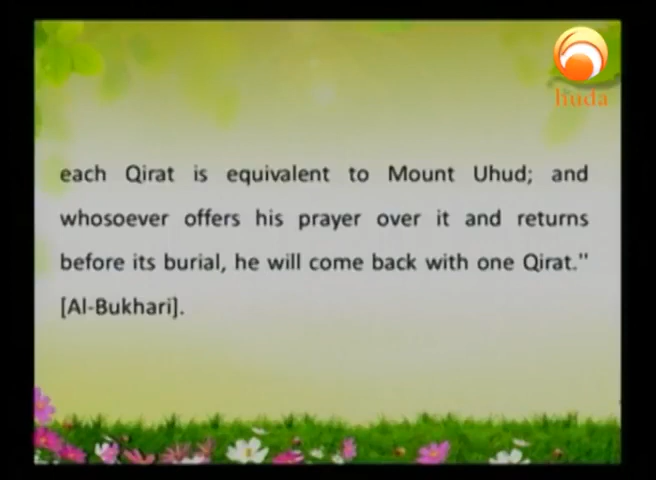 huda
each Qirat is equivalent to Mount Uhud; and
whosoever offers his prayer over it and returns
before its burial, he will come back with one Qirat."
[Al-Bukhari].